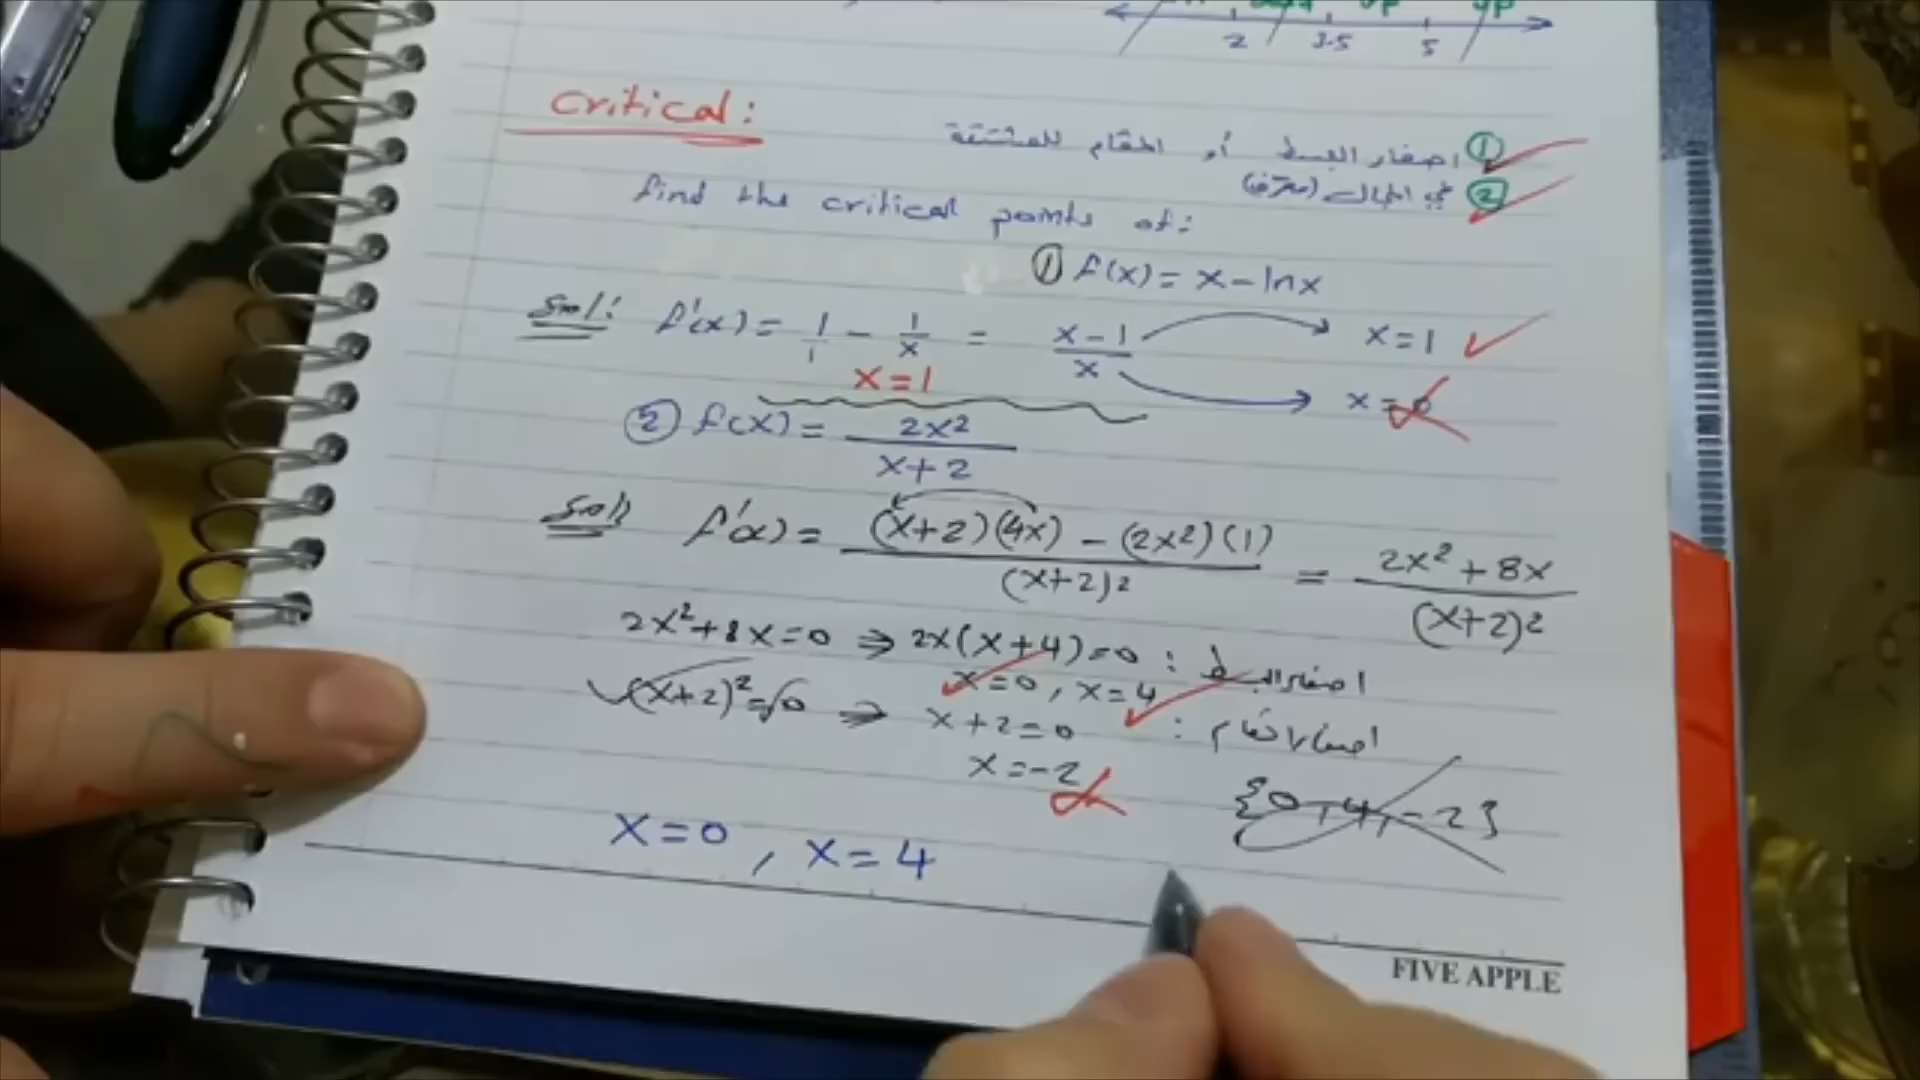 2 3.5 5
Critical:
① اصفار البسط أو المقام للمشتقة
② في المجال (معرّف)
find the critical points of:
① f(x) = x - lnx
Sol: f'(x) = 1/1 - 1/x = (x-1)/x x=1
x=0
x=1
② f(x) = 2x²/(x+2)
Sol: f'(x) = ((x+2)(4x) - (2x²)(1))/(x+2)² = (2x²+8x)/(x+2)²
2x²+8x=0 ⇒ 2x(x+4)=0 : اصفار البسط
x=0, x=4
√(x+2)²=√0 ⇒ x+2=0 : اصفار المقام
x=-2
{0,4,-2}
x=0, x=4
FIVE APPLE